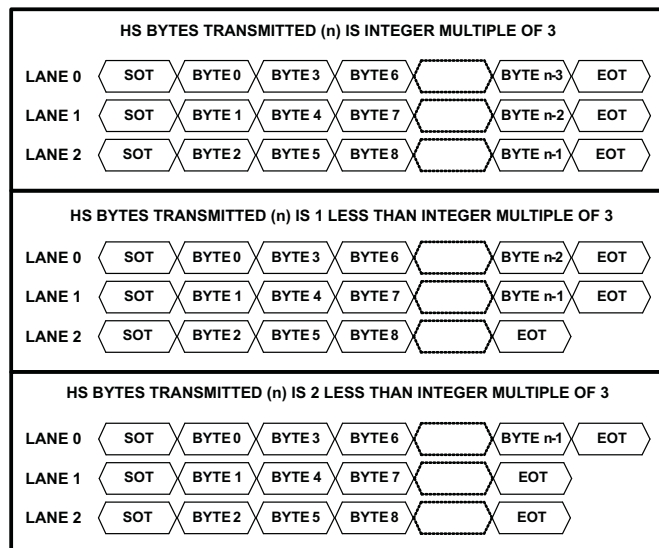 HS BYTES TRANSMITTED (n) IS INTEGER MULTIPLE OF 3
LANE 0 SOT BYTE 0 BYTE 3 BYTE 6 BYTE n-3 EOT
LANE 1 SOT BYTE 1 BYTE 4 BYTE 7 BYTE n-2 EOT
LANE 2 SOT BYTE 2 BYTE 5 BYTE 8 BYTE n-1 EOT
HS BYTES TRANSMITTED (n) IS 1 LESS THAN INTEGER MULTIPLE OF 3
LANE 0 SOT BYTE 0 BYTE 3 BYTE 6 BYTE n-2 EOT
LANE 1 SOT BYTE 1 BYTE 4 BYTE 7 BYTE n-1 EOT
LANE 2 SOT BYTE 2 BYTE 5 BYTE 8 EOT
HS BYTES TRANSMITTED (n) IS 2 LESS THAN INTEGER MULTIPLE OF 3
LANE 0 SOT BYTE 0 BYTE 3 BYTE 6 BYTE n-1 EOT
LANE 1 SOT BYTE 1 BYTE 4 BYTE 7 EOT
LANE 2 SOT BYTE 2 BYTE 5 BYTE 8 EOT